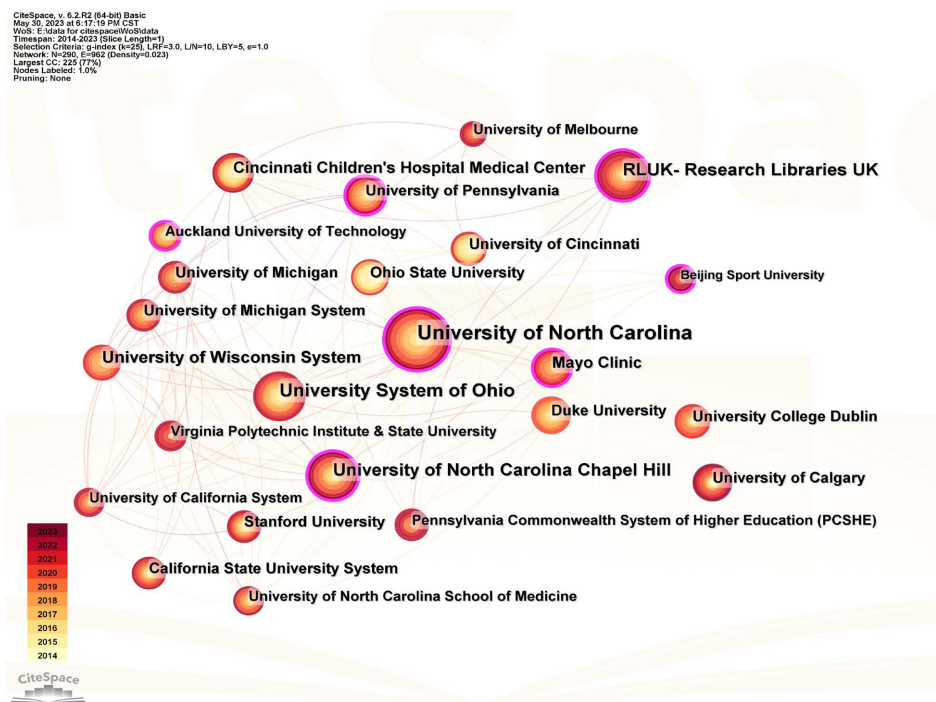 CiteSpace, v. 6.2.R2 (64-bit) Basic
May 30, 2023 at 6:17:19 PM CST
WoS: E:\data for citespace\WoS\data
Timespan: 2014-2023 (Slice Length=1)
Selection Criteria: g-index (k=25), LRF=3.0, L/N=10, LBY=5, e=1.0
Network: N=290, E=962 (Density=0.023)
Largest CC: 225 (77%)
Nodes Labeled: 1.0%
Pruning: None
CiteSpace
University of Melbourne
Cincinnati Children's Hospital Medical Center
RLUK- Research Libraries UK
University of Pennsylvania
Auckland University of Technology
University of Cincinnati
University of Michigan
Ohio State University
Beijing Sport University
University of Michigan System
University of North Carolina
University of Wisconsin System
Mayo Clinic
University System of Ohio
Duke University
University College Dublin
Virginia Polytechnic Institute & State University
University of North Carolina Chapel Hill
University of Calgary
University of California System
Stanford University
Pennsylvania Commonwealth System of Higher Education (PCSHE)
California State University System
University of North Carolina School of Medicine
2023
2022
2021
2020
2019
2018
2017
2016
2015
2014
CiteSpace